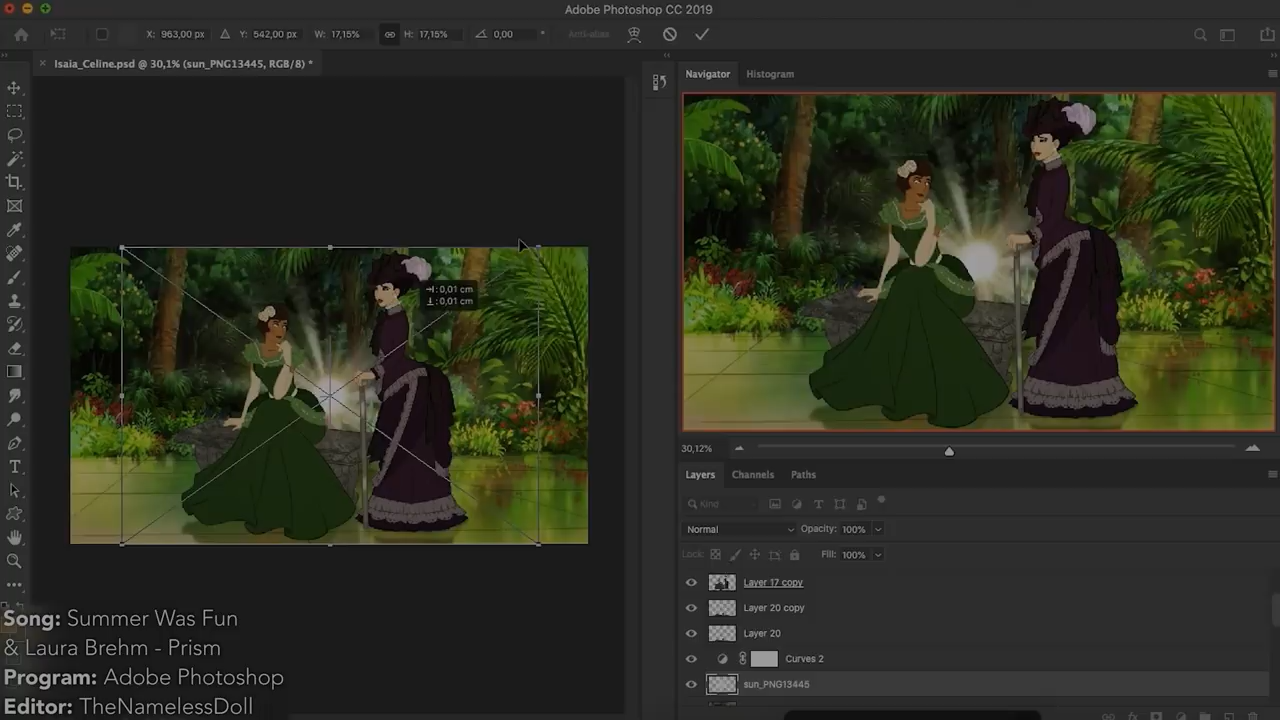 Adobe Photoshop CC 2019
X: 963,00 px Y: 542,00 px W: 17,15% H: 17,15% 0,00 ° Anti-alias
Isaia_Celine.psd @ 30,1% (sun_PNG13445, RGB/8) *
Navigator Histogram
: 0,01 cm
: 0,01 cm
30,12%
Layers Channels Paths
Kind
Normal Opacity: 100%
Lock: Fill: 100%
Layer 17 copy
Layer 20 copy
Layer 20
Curves 2
sun_PNG13445
Song: Summer Was Fun
& Laura Brehm - Prism
Program: Adobe Photoshop
Editor: TheNamelessDoll